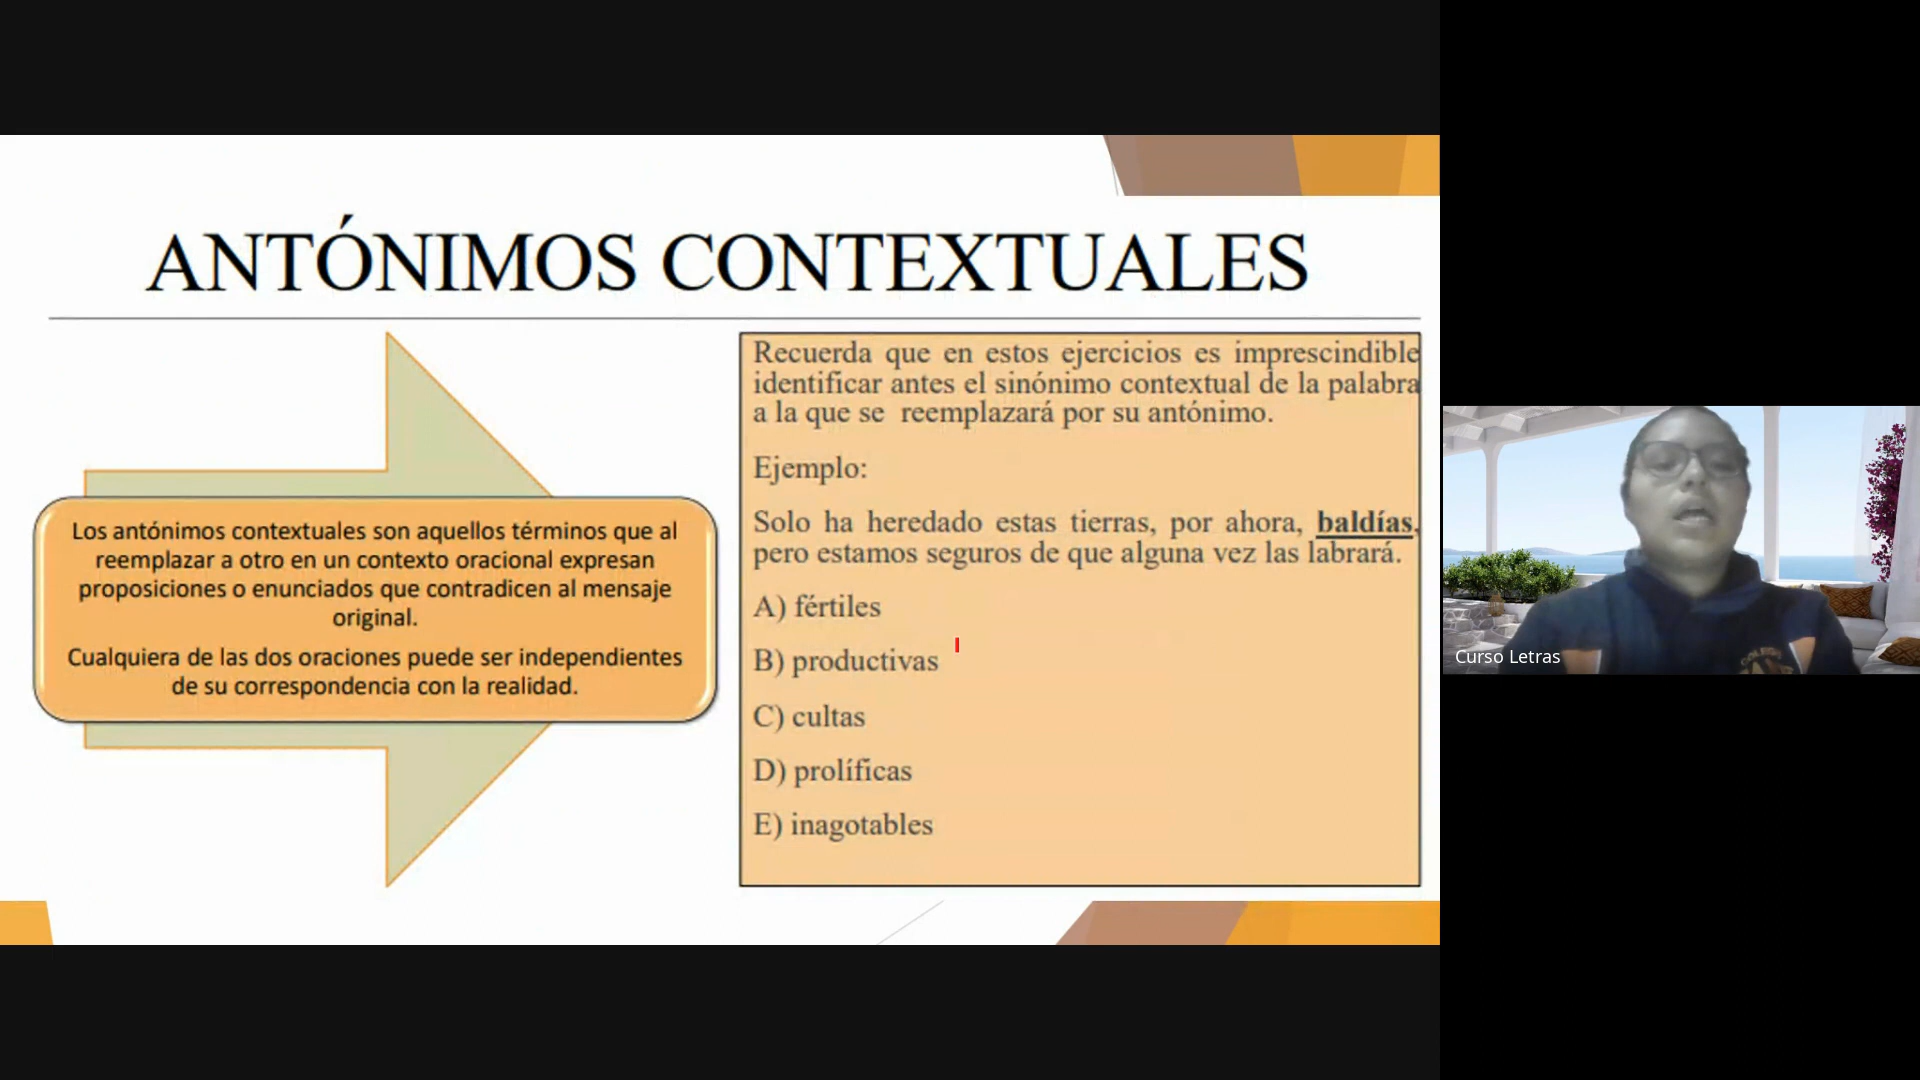 ANTÓNIMOS CONTEXTUALES
Los antónimos contextuales son aquellos términos que al
reemplazar a otro en un contexto oracional expresan
proposiciones o enunciados que contradicen al mensaje
original.
Cualquiera de las dos oraciones puede ser independientes
de su correspondencia con la realidad.
Recuerda que en estos ejercicios es imprescindible
identificar antes el sinónimo contextual de la palabra
a la que se reemplazará por su antónimo.
Ejemplo:
Solo ha heredado estas tierras, por ahora, baldías,
pero estamos seguros de que alguna vez las labrará.
A) fértiles
B) productivas
C) cultas
D) prolíficas
E) inagotables
Curso Letras